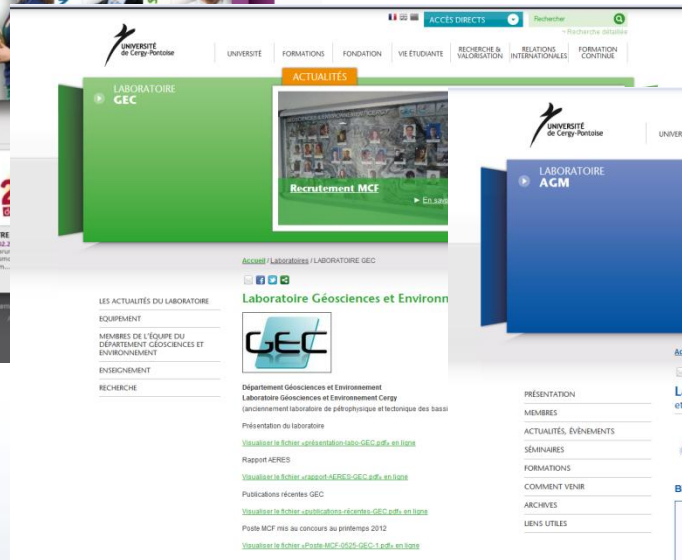 ACCÈS DIRECTS
Rechercher
Recherche détaillée
UNIVERSITÉ
de Cergy-Pontoise
UNIVERSITÉ
FORMATIONS
FONDATION
VIE ÉTUDIANTE
RECHERCHE &
VALORISATION
RELATIONS
INTERNATIONALES
FORMATION
CONTINUE
ACTUALITÉS
LABORATOIRE
GEC
Recrutement MCF
En savo
Accueil / Laboratoires / LABORATOIRE GEC
LES ACTUALITÉS DU LABORATOIRE
EQUIPEMENT
MEMBRES DE L'ÉQUIPE DU
DÉPARTEMENT GÉOSCIENCES ET
ENVIRONNEMENT
ENSEIGNEMENT
RECHERCHE
Laboratoire Géosciences et Environn
GEC
Département Géosciences et Environnement
Laboratoire Géosciences et Environnement Cergy
(anciennement laboratoire de pétrophysique et tectonique des bassi
Présentation du laboratoire
Visualiser le fichier «présentation-labo-GEC.pdf» en ligne
Rapport AERES
Visualiser le fichier «rapport-AERES-GEC.pdf» en ligne
Publications récentes GEC
Visualiser le fichier «publications-récentes-GEC.pdf» en ligne
Poste MCF mis au concours au printemps 2012
Visualiser le fichier «Poste-MCF-0525-GEC-1.pdf» en ligne
UNIVERSITÉ
de Cergy-Pontoise
UNIVER
LABORATOIRE
AGM
PRÉSENTATION
MEMBRES
ACTUALITÉS, ÉVÈNEMENTS
SÉMINAIRES
FORMATIONS
COMMENT VENIR
ARCHIVES
LIENS UTILES